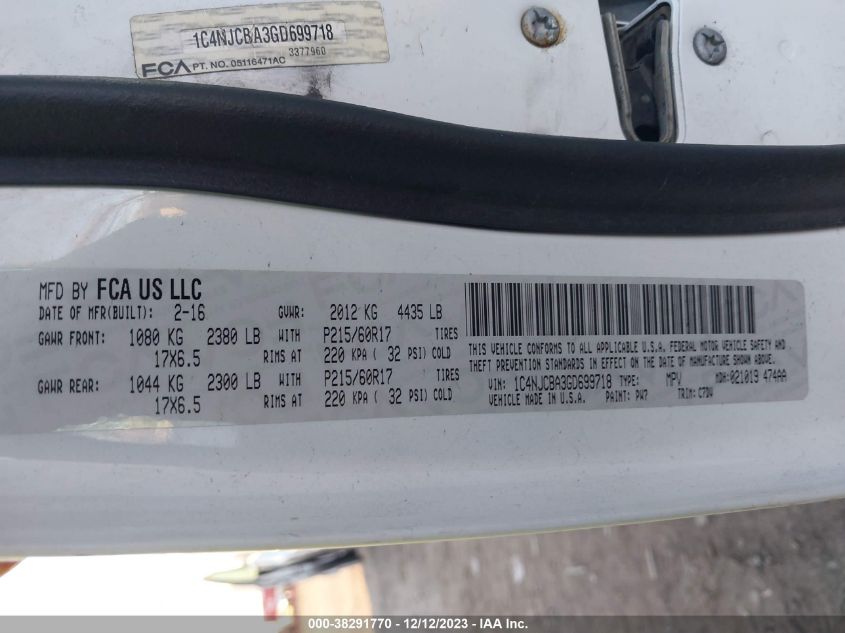 1C4NJCBA3GD699718
3377960
FCA PT. NO. 05116471AC
MFD BY FCA US LLC
DATE OF MFR(BUILT): 2-16 GVWR: 2012 KG 4435 LB
GAWR FRONT: 1080 KG 2380 LB WITH P215/60R17 TIRES
17X6.5 RIMS AT 220 KPA ( 32 PSI) COLD
GAWR REAR: 1044 KG 2300 LB WITH P215/60R17 TIRES
17X6.5 RIMS AT 220 KPA ( 32 PSI) COLD
THIS VEHICLE CONFORMS TO ALL APPLICABLE U.S.A. FEDERAL MOTOR VEHICLE SAFETY AND
THEFT PREVENTION STANDARDS IN EFFECT ON THE DATE OF MANUFACTURE SHOWN ABOVE.
VIN: 1C4NJCBA3GD699718 TYPE: MPV MDH:021019 474AA
VEHICLE MADE IN U.S.A. PAINT: PW7 TRIM: C7DW
000-38291770 - 12/12/2023 - IAA Inc.